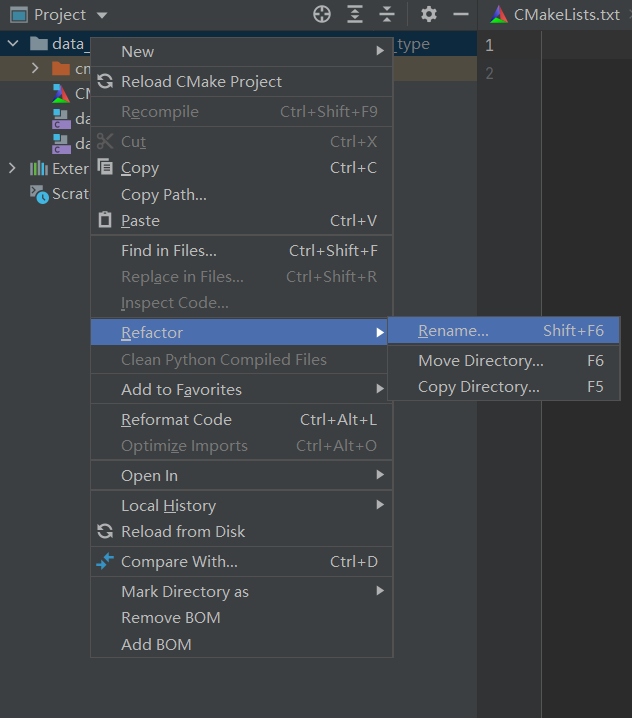 Project
CMakeLists.txt
data_
_type
New
1
cm
Reload CMake Project
2
CM
Recompile Ctrl+Shift+F9
da
Cut Ctrl+X
da
Copy Ctrl+C
Exter
Copy Path...
Scrat
Paste Ctrl+V
Find in Files... Ctrl+Shift+F
Replace in Files... Ctrl+Shift+R
Inspect Code...
Refactor
Rename... Shift+F6
Clean Python Compiled Files
Move Directory... F6
Add to Favorites
Copy Directory... F5
Reformat Code Ctrl+Alt+L
Optimize Imports Ctrl+Alt+O
Open In
Local History
Reload from Disk
Compare With... Ctrl+D
Mark Directory as
Remove BOM
Add BOM